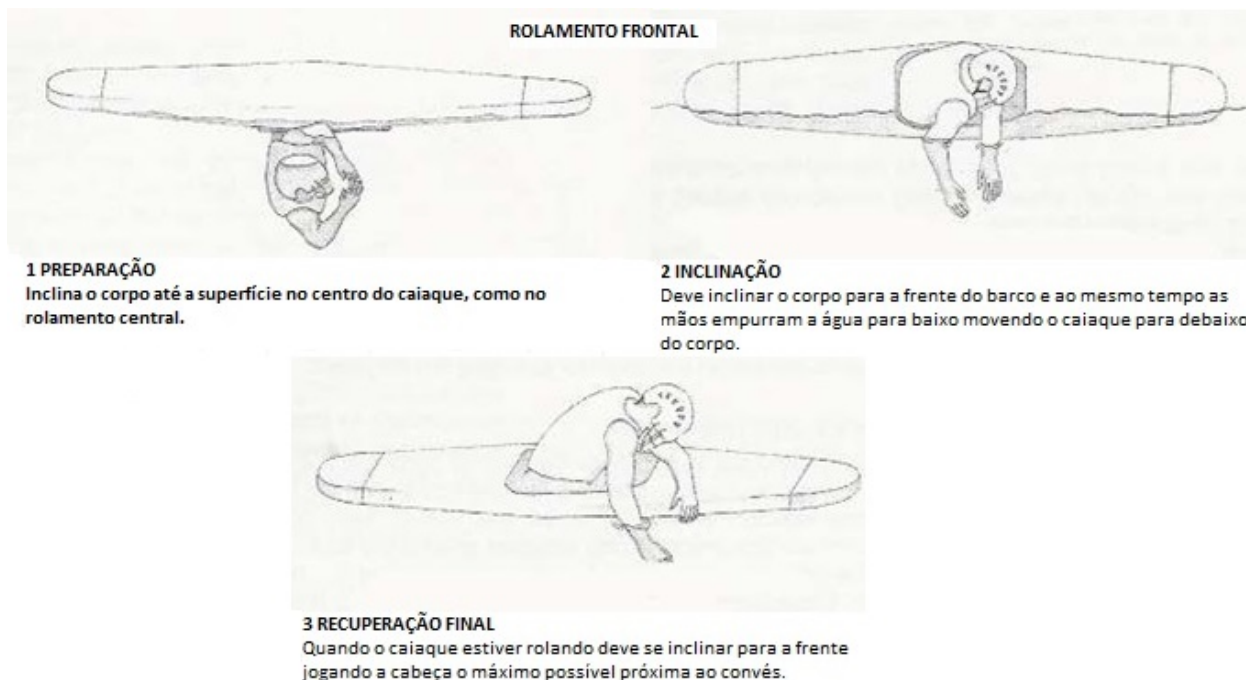 ROLAMENTO FRONTAL
1 PREPARAÇÃO
Inclina o corpo até a superfície no centro do caiaque, como no
rolamento central.
2 INCLINAÇÃO
Deve inclinar o corpo para a frente do barco e ao mesmo tempo as
mãos empurram a água para baixo movendo o caiaque para debaixo
do corpo.
3 RECUPERAÇÃO FINAL
Quando o caiaque estiver rolando deve se inclinar para a frente
jogando a cabeça o máximo possível próxima ao convés.